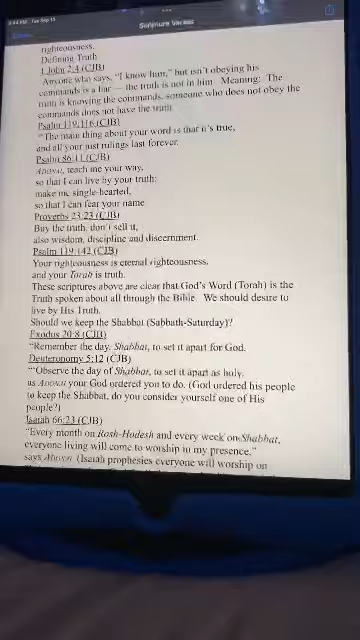 9:44 AM Tue Sep 13
Scripture Verses
righteousness.
Defining Truth
1 John 2:4 (CJB)
Anyone who says, "I know him," but isn't obeying his
commands is a liar — the truth is not in him. Meaning: The
truth is knowing the commands, someone who does not obey the
commands does not have the truth.
Psalm 119:116 (CJB)
"The main thing about your word is that it's true,
and all your just rulings last forever.
Psalm 86:11 (CJB)
ADONAI, teach me your way,
so that I can live by your truth;
make me single-hearted,
so that I can fear your name
Proverbs 23:23 (CJB)
Buy the truth, don't sell it,
also wisdom, discipline and discernment.
Psalm 119:142 (CJB)
Your righteousness is eternal righteousness,
and your Torah is truth.
These scriptures above are clear that God's Word (Torah) is the
Truth spoken about all through the Bible. We should desire to
live by His Truth.
Should we keep the Shabbat (Sabbath-Saturday)?
Exodus 20:8 (CJB)
"Remember the day, Shabbat, to set it apart for God.
Deuteronomy 5:12 (CJB)
"'Observe the day of Shabbat, to set it apart as holy,
as ADONAI your God ordered you to do. (God ordered his people
to keep the Shabbat, do you consider yourself one of His
people?)
Isaiah 66:23 (CJB)
"Every month on Rosh-Hodesh and every week on Shabbat,
everyone living will come to worship in my presence,"
says ADONAI. (Isaiah prophesies everyone will worship on